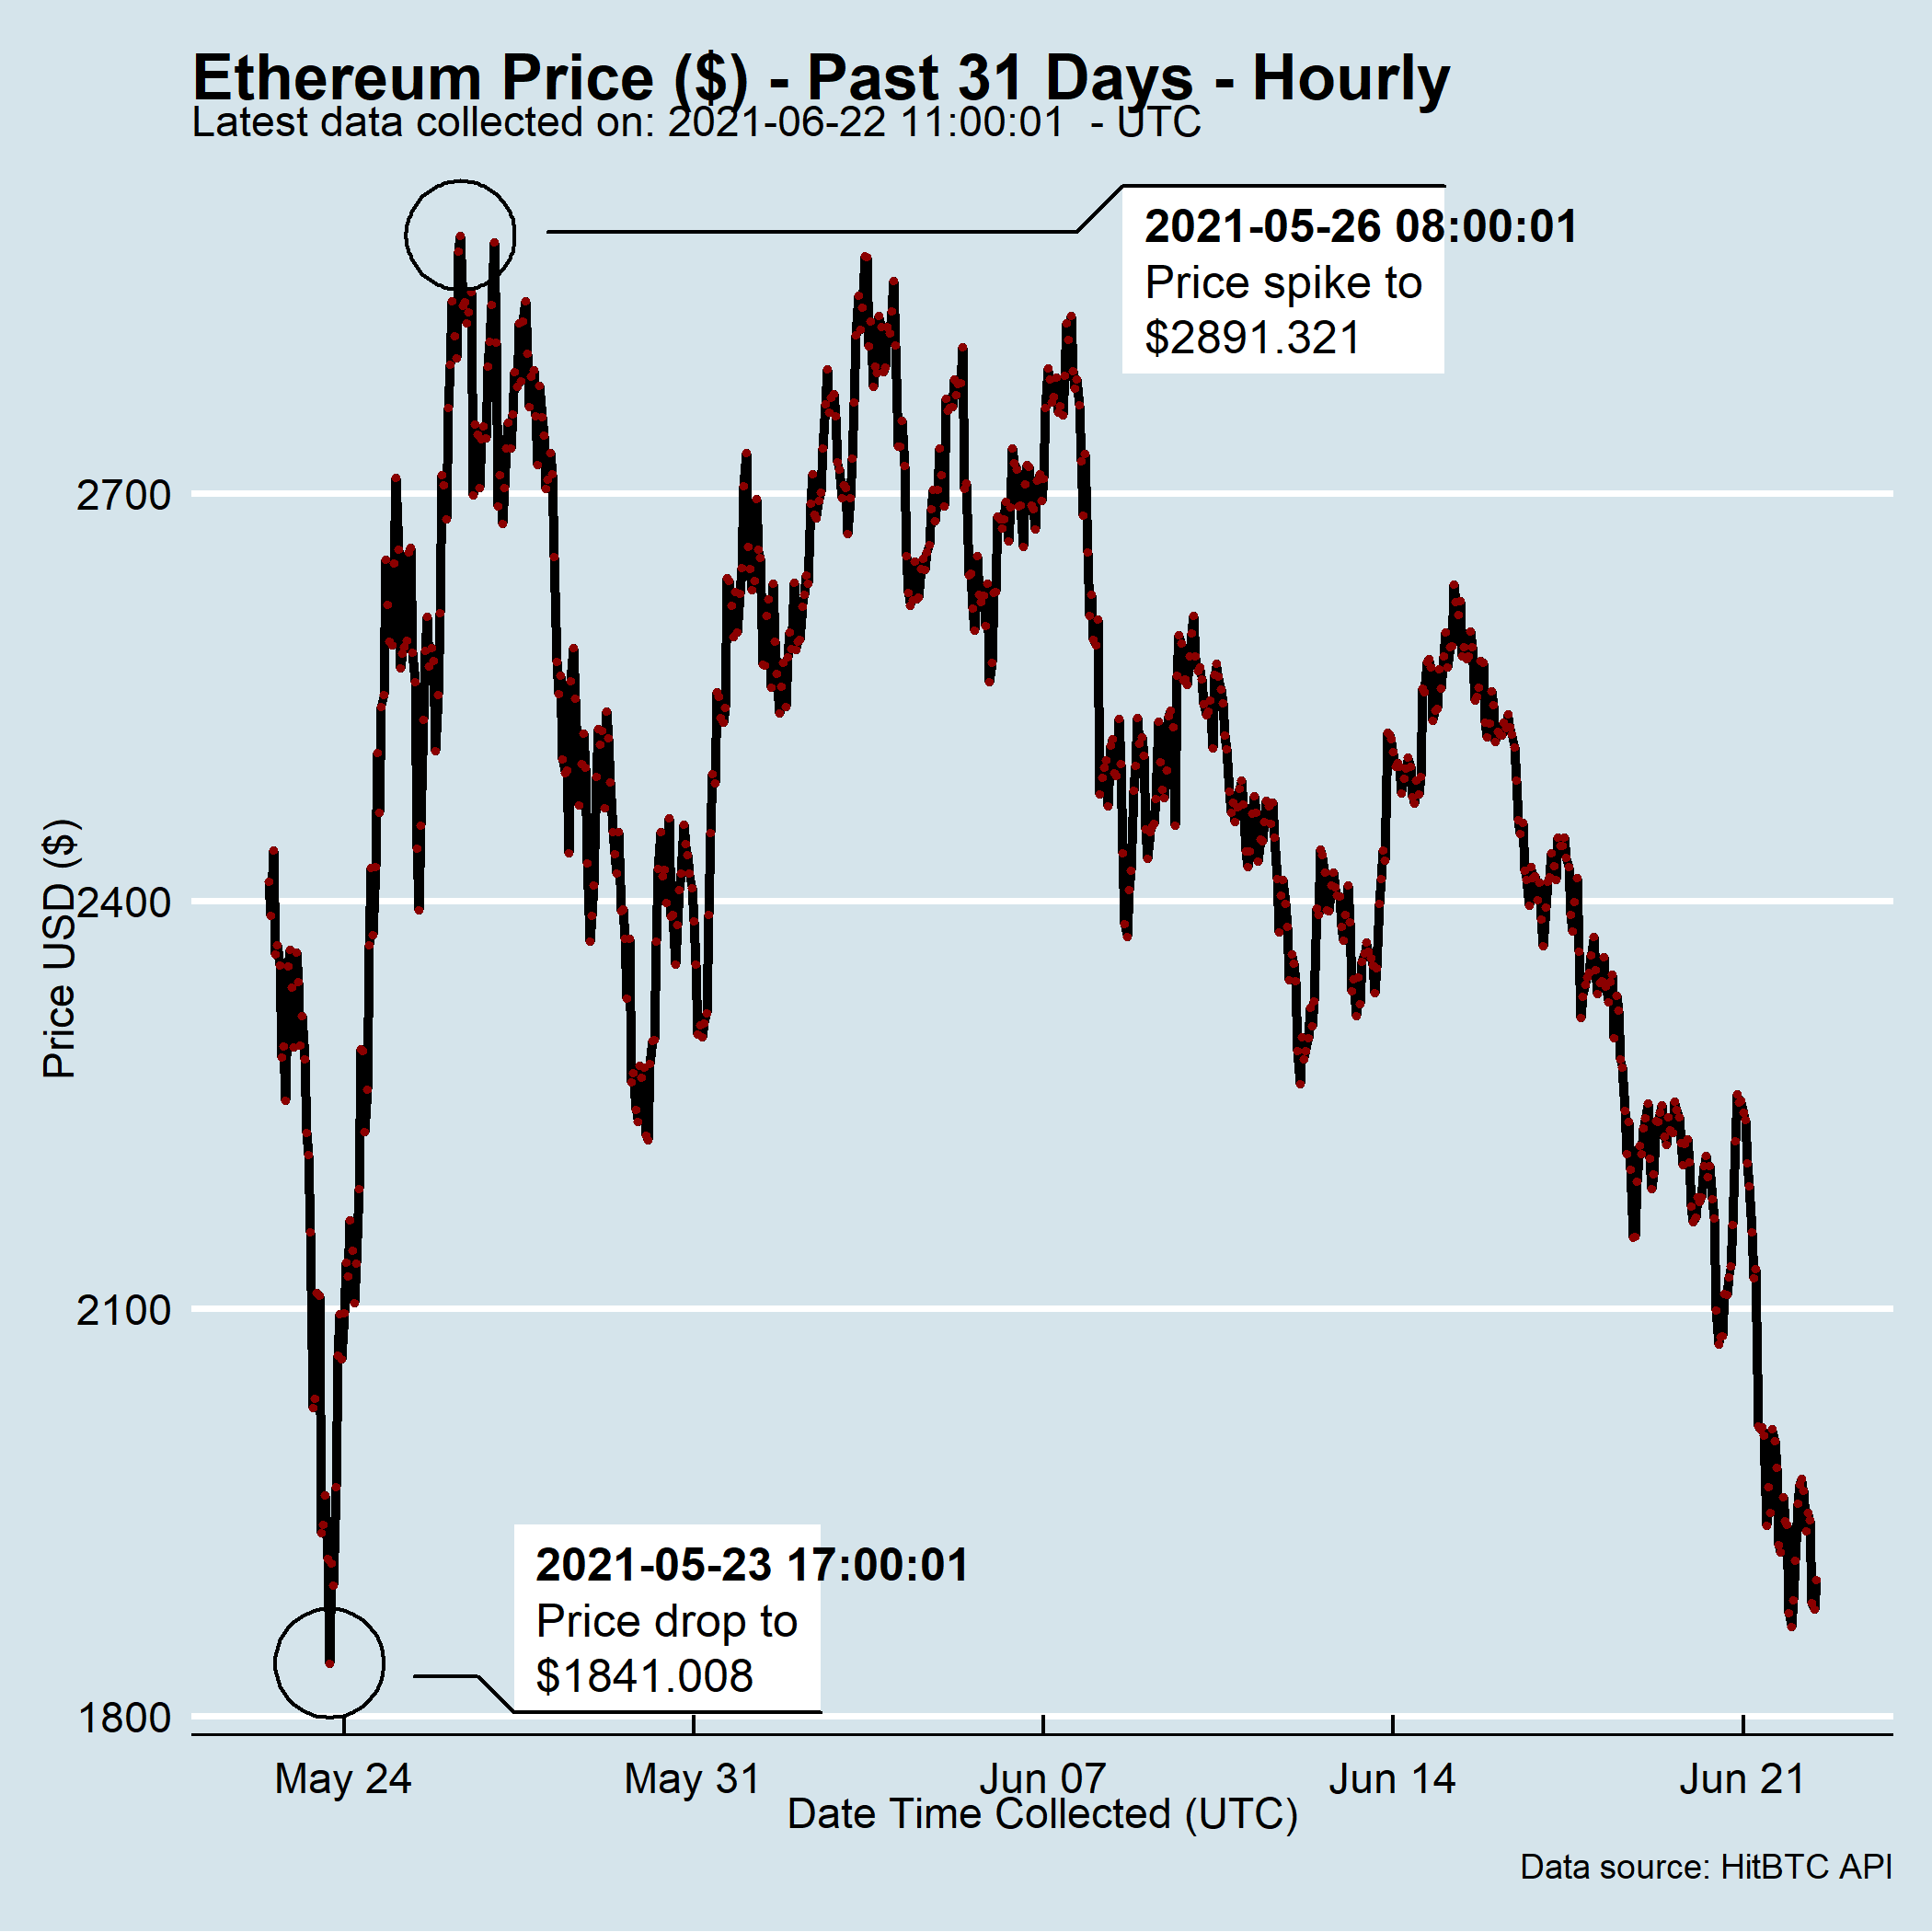 Ethereum Price ($) - Past 31 Days - Hourly
Latest data collected on: 2021-06-22 11:00:01  - UTC
2021-05-26 08:00:01
Price spike to
$2891.321
2700
2400
2100
1800
Price USD ($)
2021-05-23 17:00:01
Price drop to
$1841.008
May 24
May 31
Jun 07
Jun 14
Jun 21
Date Time Collected (UTC)
Data source: HitBTC API